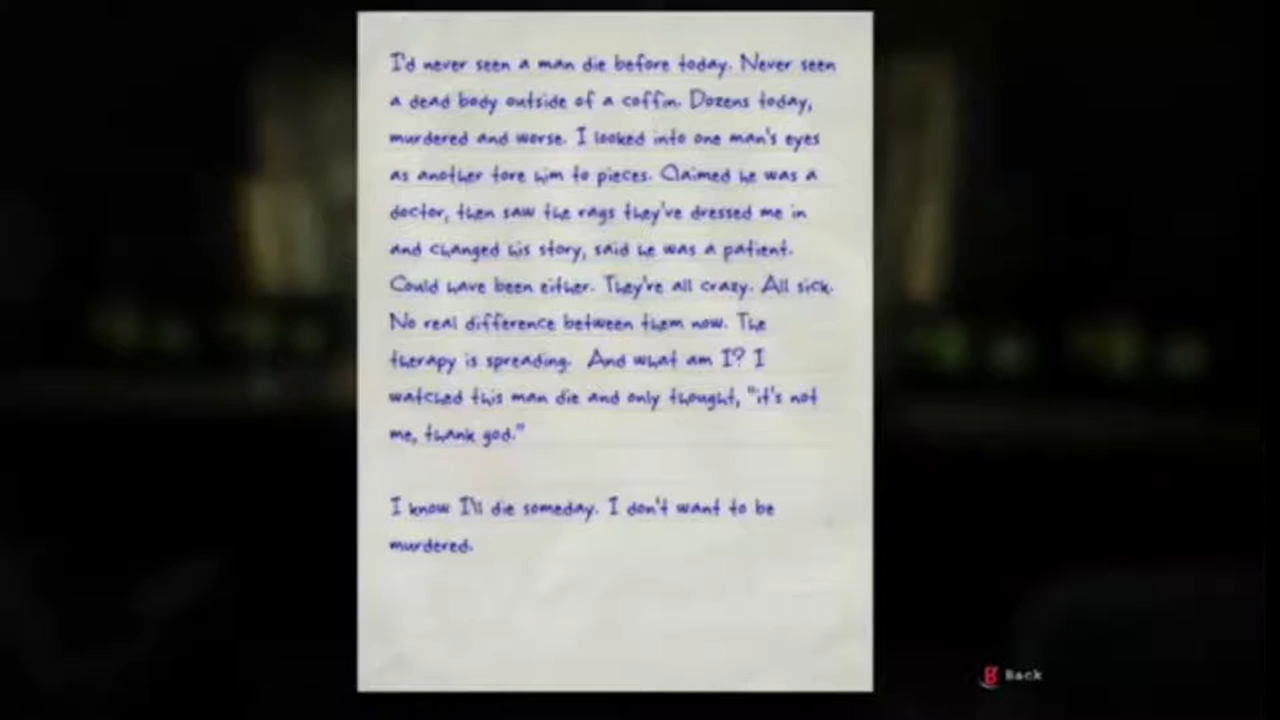 I'd never seen a man die before today. Never seen
a dead body outside of a coffin. Dozens today,
murdered and worse. I looked into one man's eyes
as another tore him to pieces. Claimed he was a
doctor, then saw the rags they've dressed me in
and changed his story, said he was a patient.
Could have been either. They're all crazy. All sick.
No real difference between them now. The
therapy is spreading. And what am I? I
watched this man die and only thought, "it's not
me, thank god."
I know I'll die someday. I don't want to be
murdered.
B Back